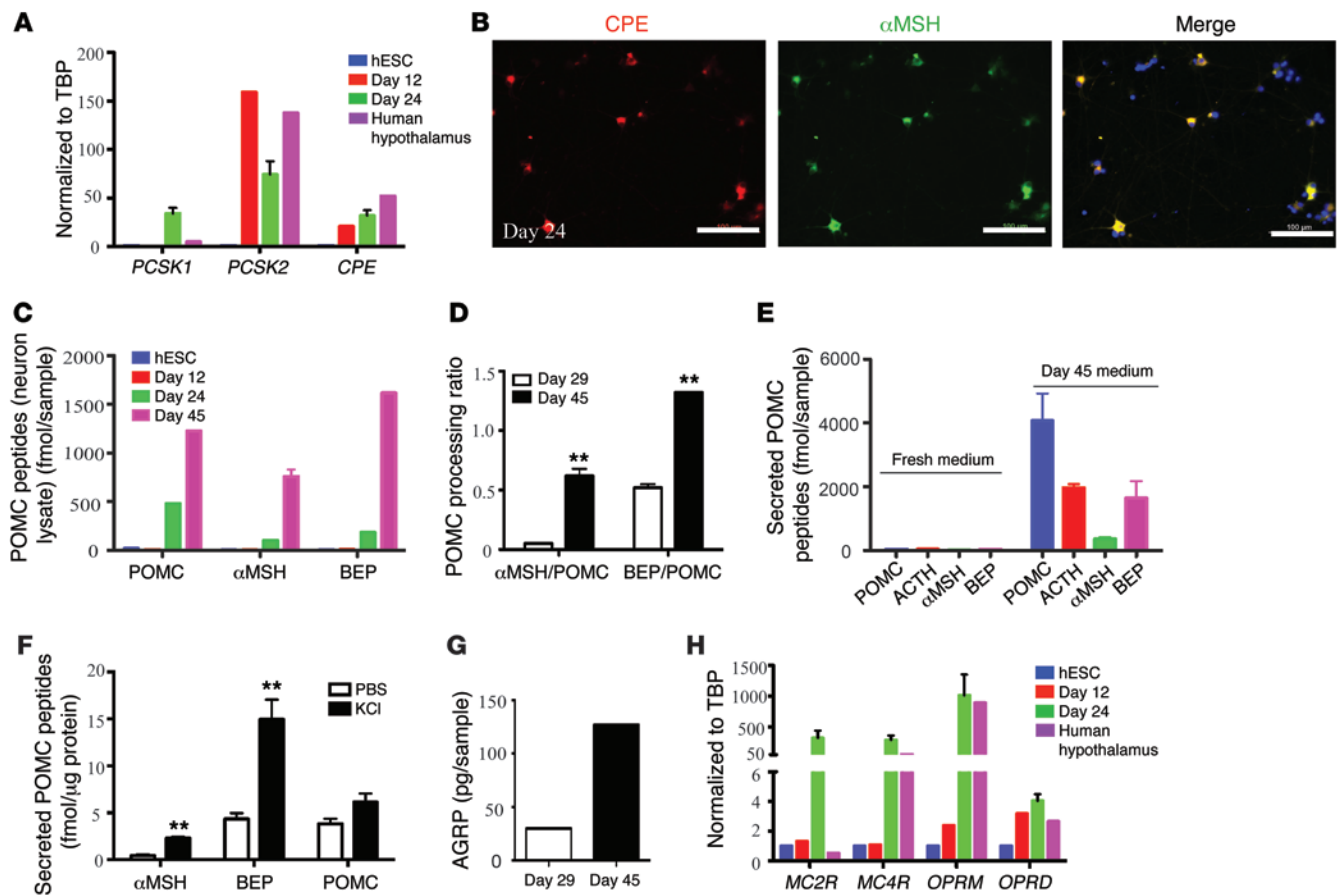 A
Normalized to TBP
200
150
100
50
0
hESC
Day 12
Day 24
Human
hypothalamus
PCSK1 PCSK2 CPE
B
CPE αMSH Merge
Day 24
100 µm
100 µm
100 µm
C
POMC peptides (neuron
lysate) (fmol/sample)
2000
1500
1000
500
0
hESC
Day 12
Day 24
Day 45
POMC αMSH BEP
D
POMC processing ratio
1.5
1.0
0.5
0
Day 29
Day 45
**
**
αMSH/POMC BEP/POMC
E
Secreted POMC
peptides (fmol/sample)
6000
4000
2000
0
Fresh medium
Day 45 medium
POMC ACTH αMSH BEP POMC ACTH αMSH BEP
F
Secreted POMC peptides
(fmol/µg protein)
20
15
10
5
0
PBS
KCl
**
**
αMSH BEP POMC
G
AGRP (pg/sample)
150
100
50
0
Day 29 Day 45
H
Normalized to TBP
1500
1000
500
50
6
4
2
0
hESC
Day 12
Day 24
Human
hypothalamus
MC2R MC4R OPRM OPRD